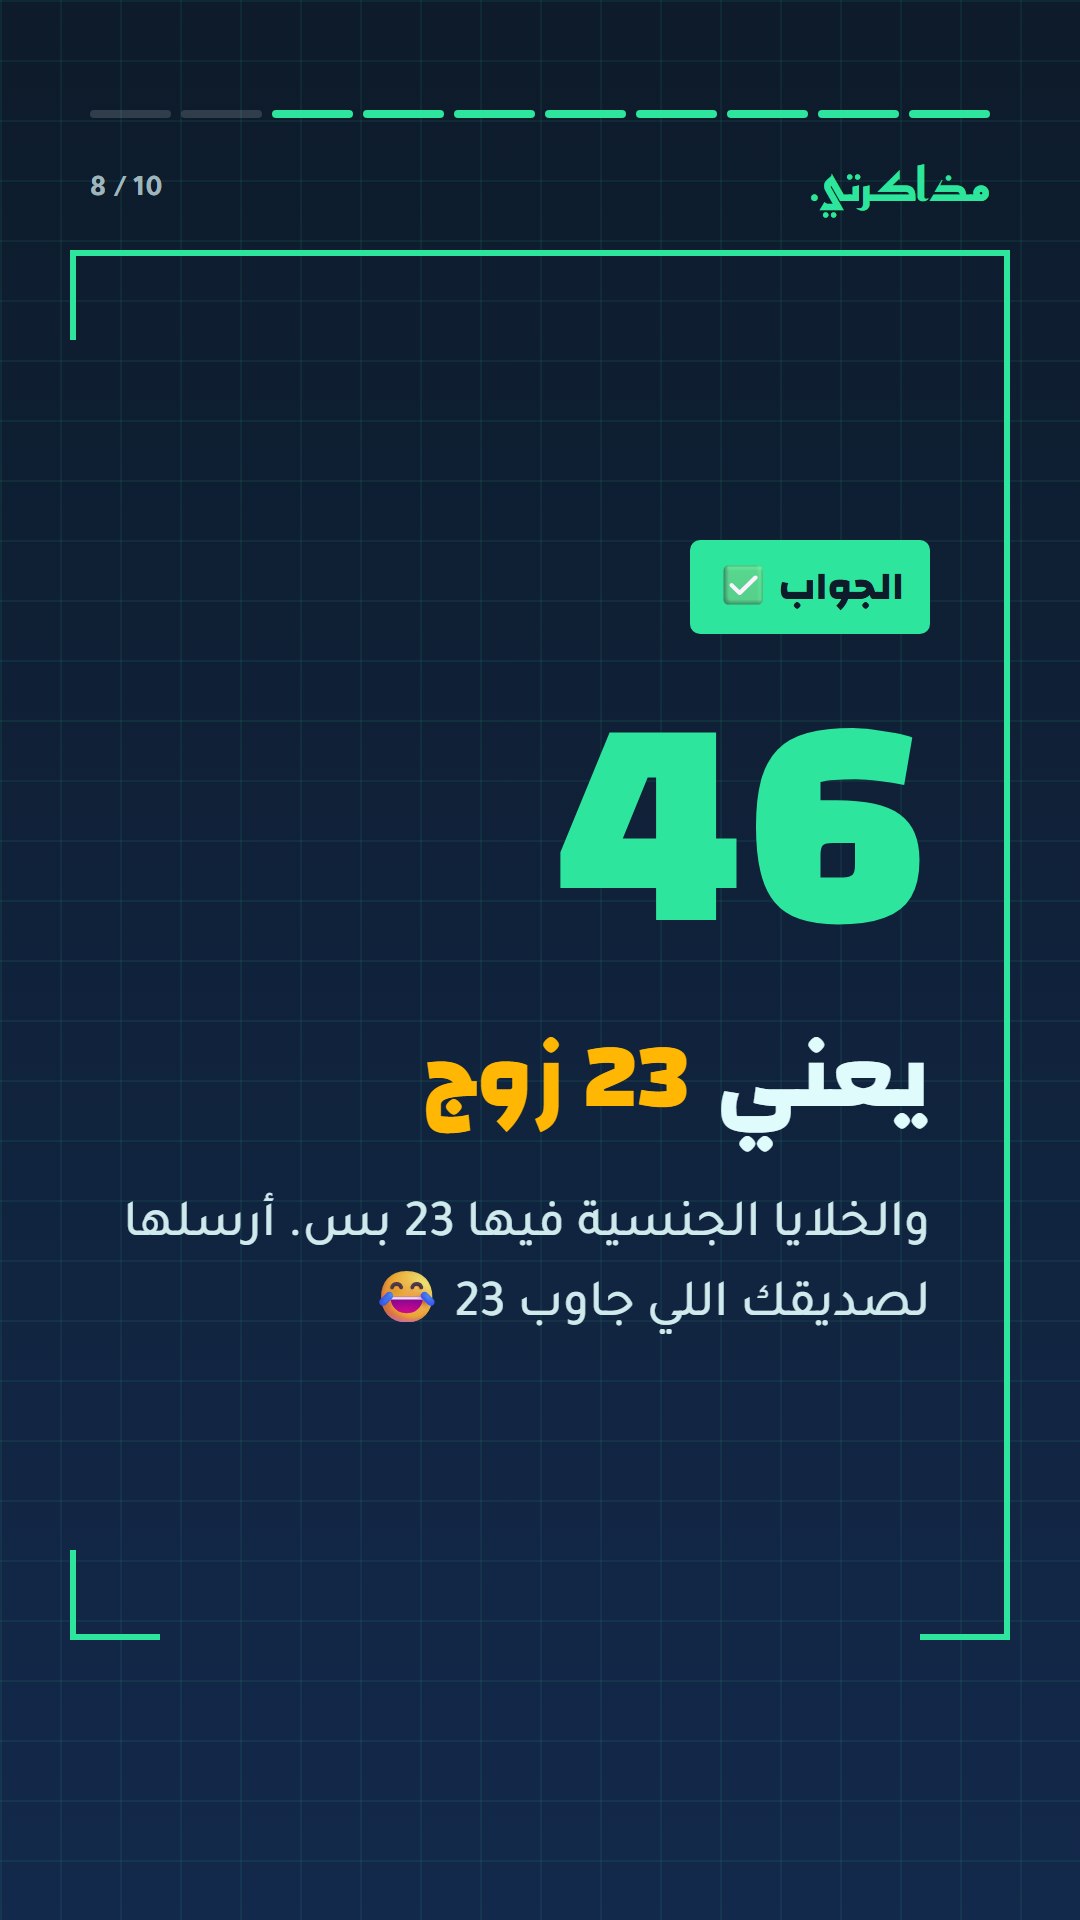 مذاكرتي.
8 / 10
الجواب ✅
46
يعني 23 زوج
والخلايا الجنسية فيها 23 بس. أرسلها
لصديقك اللي جاوب 23 😂